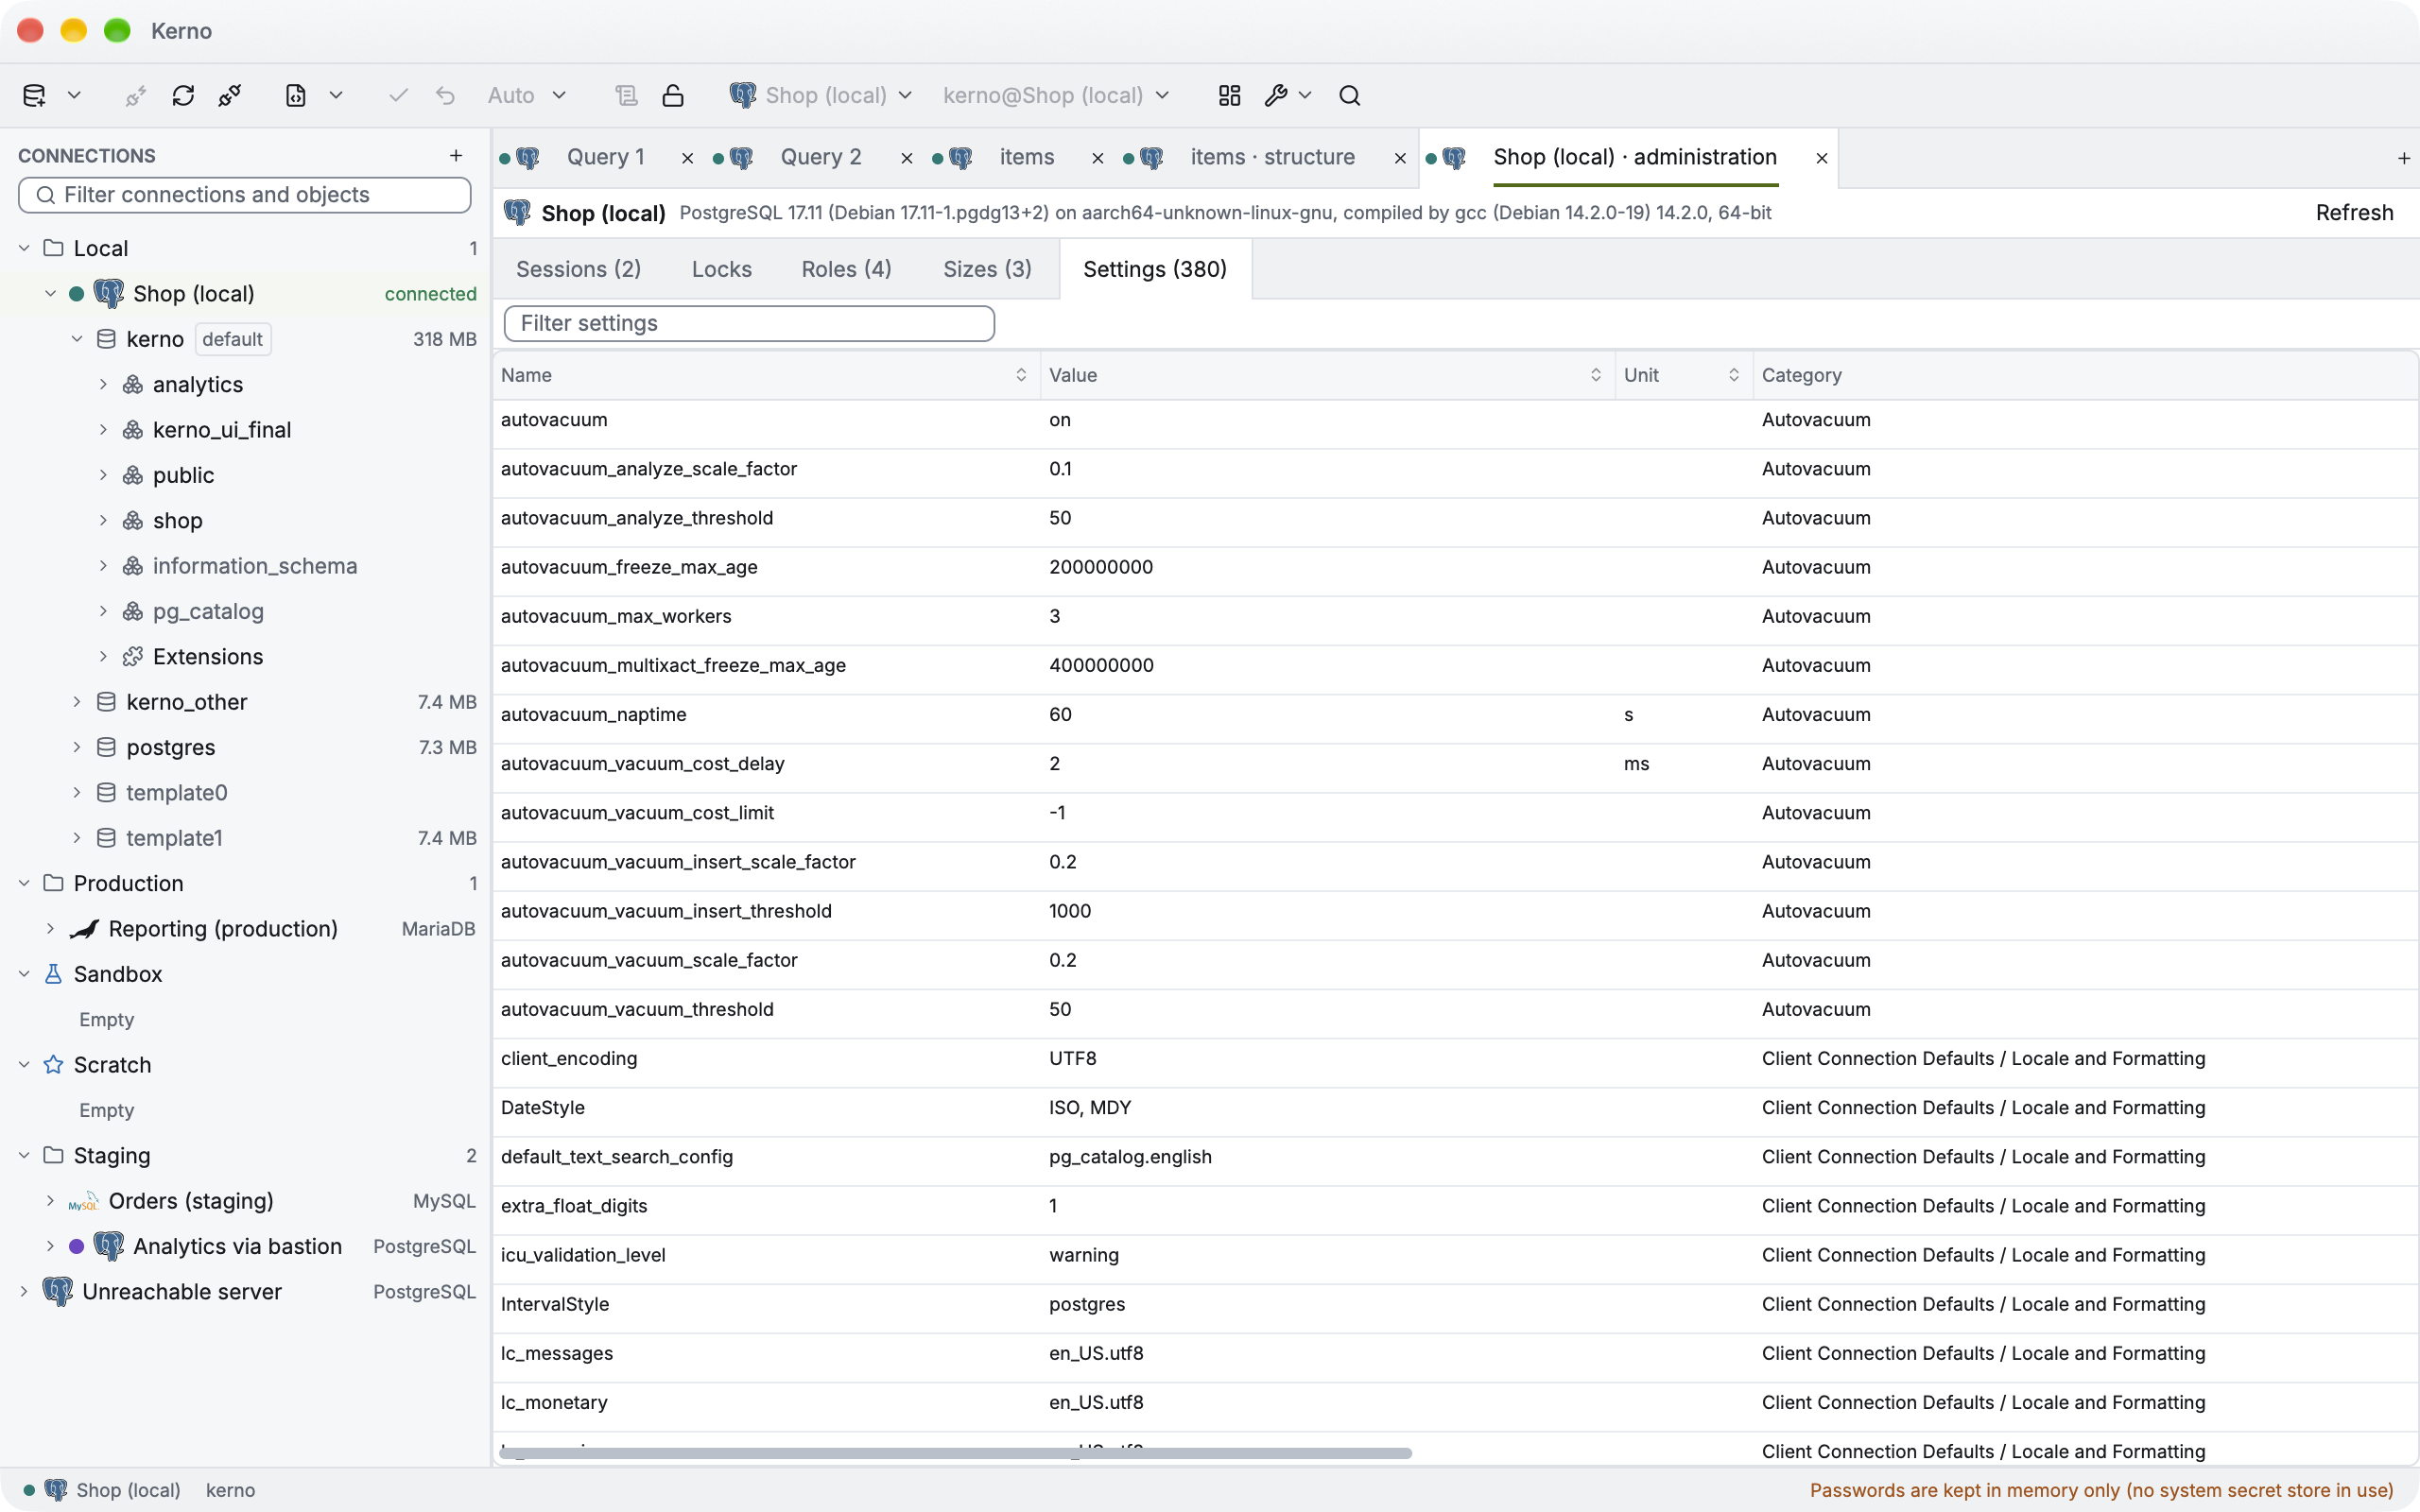 Kerno
Auto
Shop (local)
kerno@Shop (local)
CONNECTIONS
Filter connections and objects
Local 1
Shop (local) connected
kerno default 318 MB
analytics
kerno_ui_final
public
shop
information_schema
pg_catalog
Extensions
kerno_other 7.4 MB
postgres 7.3 MB
template0
template1 7.4 MB
Production 1
Reporting (production) MariaDB
Sandbox
Empty
Scratch
Empty
Staging 2
MySQL Orders (staging) MySQL
Analytics via bastion PostgreSQL
Unreachable server PostgreSQL
Query 1 Query 2 items items · structure Shop (local) · administration
Shop (local) PostgreSQL 17.11 (Debian 17.11-1.pgdg13+2) on aarch64-unknown-linux-gnu, compiled by gcc (Debian 14.2.0-19) 14.2.0, 64-bit Refresh
Sessions (2) Locks Roles (4) Sizes (3) Settings (380)
Filter settings
Name Value Unit Category
autovacuum on Autovacuum
autovacuum_analyze_scale_factor 0.1 Autovacuum
autovacuum_analyze_threshold 50 Autovacuum
autovacuum_freeze_max_age 200000000 Autovacuum
autovacuum_max_workers 3 Autovacuum
autovacuum_multixact_freeze_max_age 400000000 Autovacuum
autovacuum_naptime 60 s Autovacuum
autovacuum_vacuum_cost_delay 2 ms Autovacuum
autovacuum_vacuum_cost_limit -1 Autovacuum
autovacuum_vacuum_insert_scale_factor 0.2 Autovacuum
autovacuum_vacuum_insert_threshold 1000 Autovacuum
autovacuum_vacuum_scale_factor 0.2 Autovacuum
autovacuum_vacuum_threshold 50 Autovacuum
client_encoding UTF8 Client Connection Defaults / Locale and Formatting
DateStyle ISO, MDY Client Connection Defaults / Locale and Formatting
default_text_search_config pg_catalog.english Client Connection Defaults / Locale and Formatting
extra_float_digits 1 Client Connection Defaults / Locale and Formatting
icu_validation_level warning Client Connection Defaults / Locale and Formatting
IntervalStyle postgres Client Connection Defaults / Locale and Formatting
lc_messages en_US.utf8 Client Connection Defaults / Locale and Formatting
lc_monetary en_US.utf8 Client Connection Defaults / Locale and Formatting
Client Connection Defaults / Locale and Formatting
Shop (local) kerno Passwords are kept in memory only (no system secret store in use)